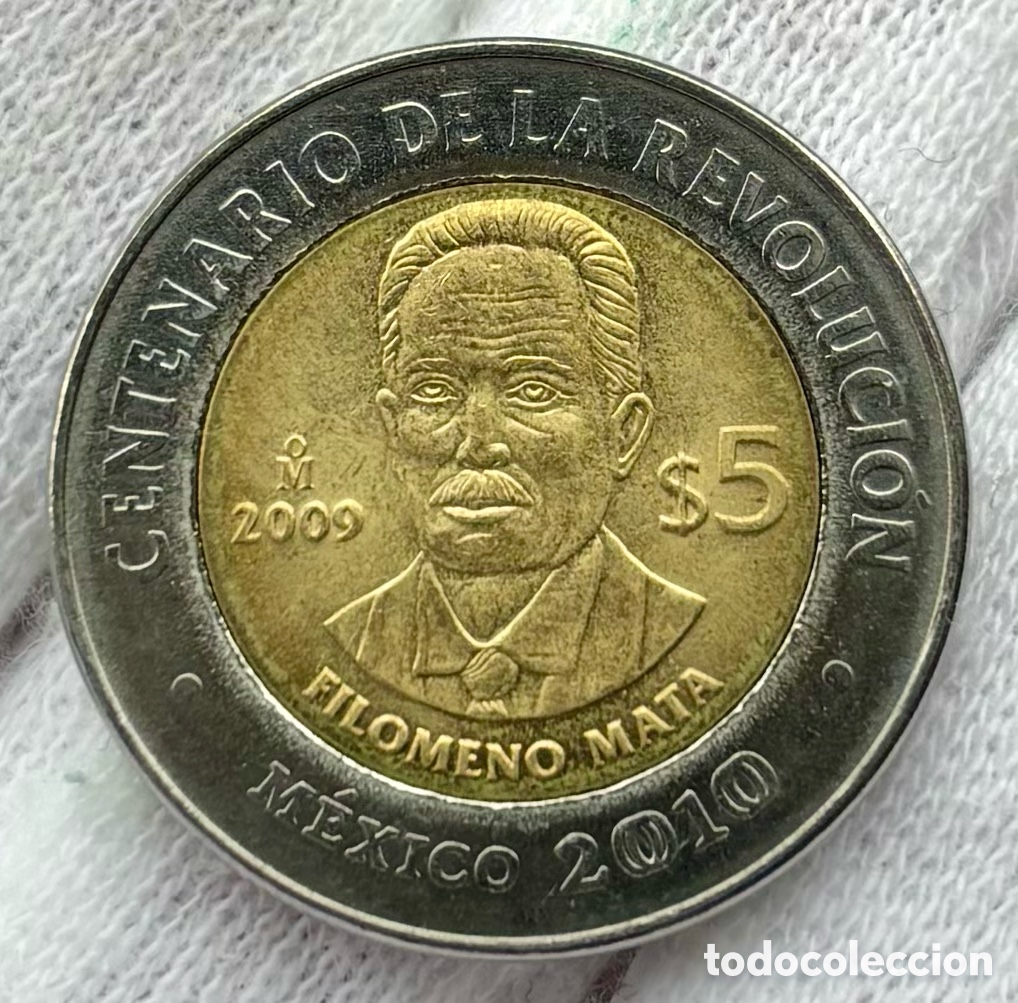 CENTENARIO DE LA REVOLUCIÓN
M°
2009
$5
FILOMENO MATA
MÉXICO 2010
todocoleccion